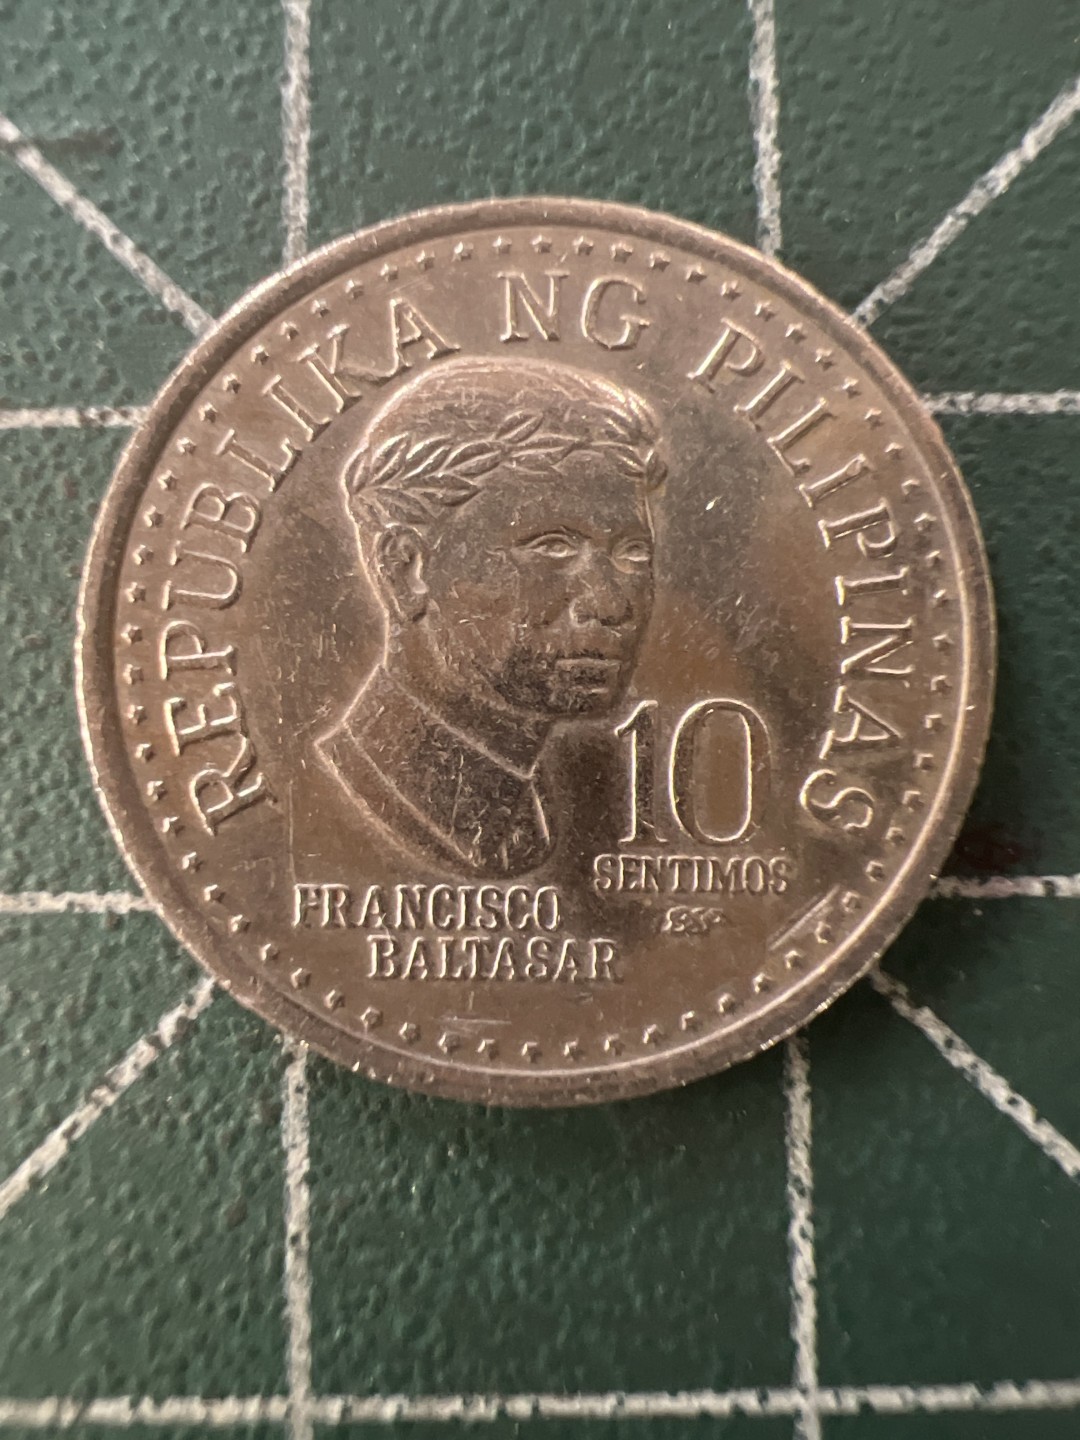 REPUBLIKA NG PILIPINAS
10
SENTIMOS
FRANCISCO
BALTASAR